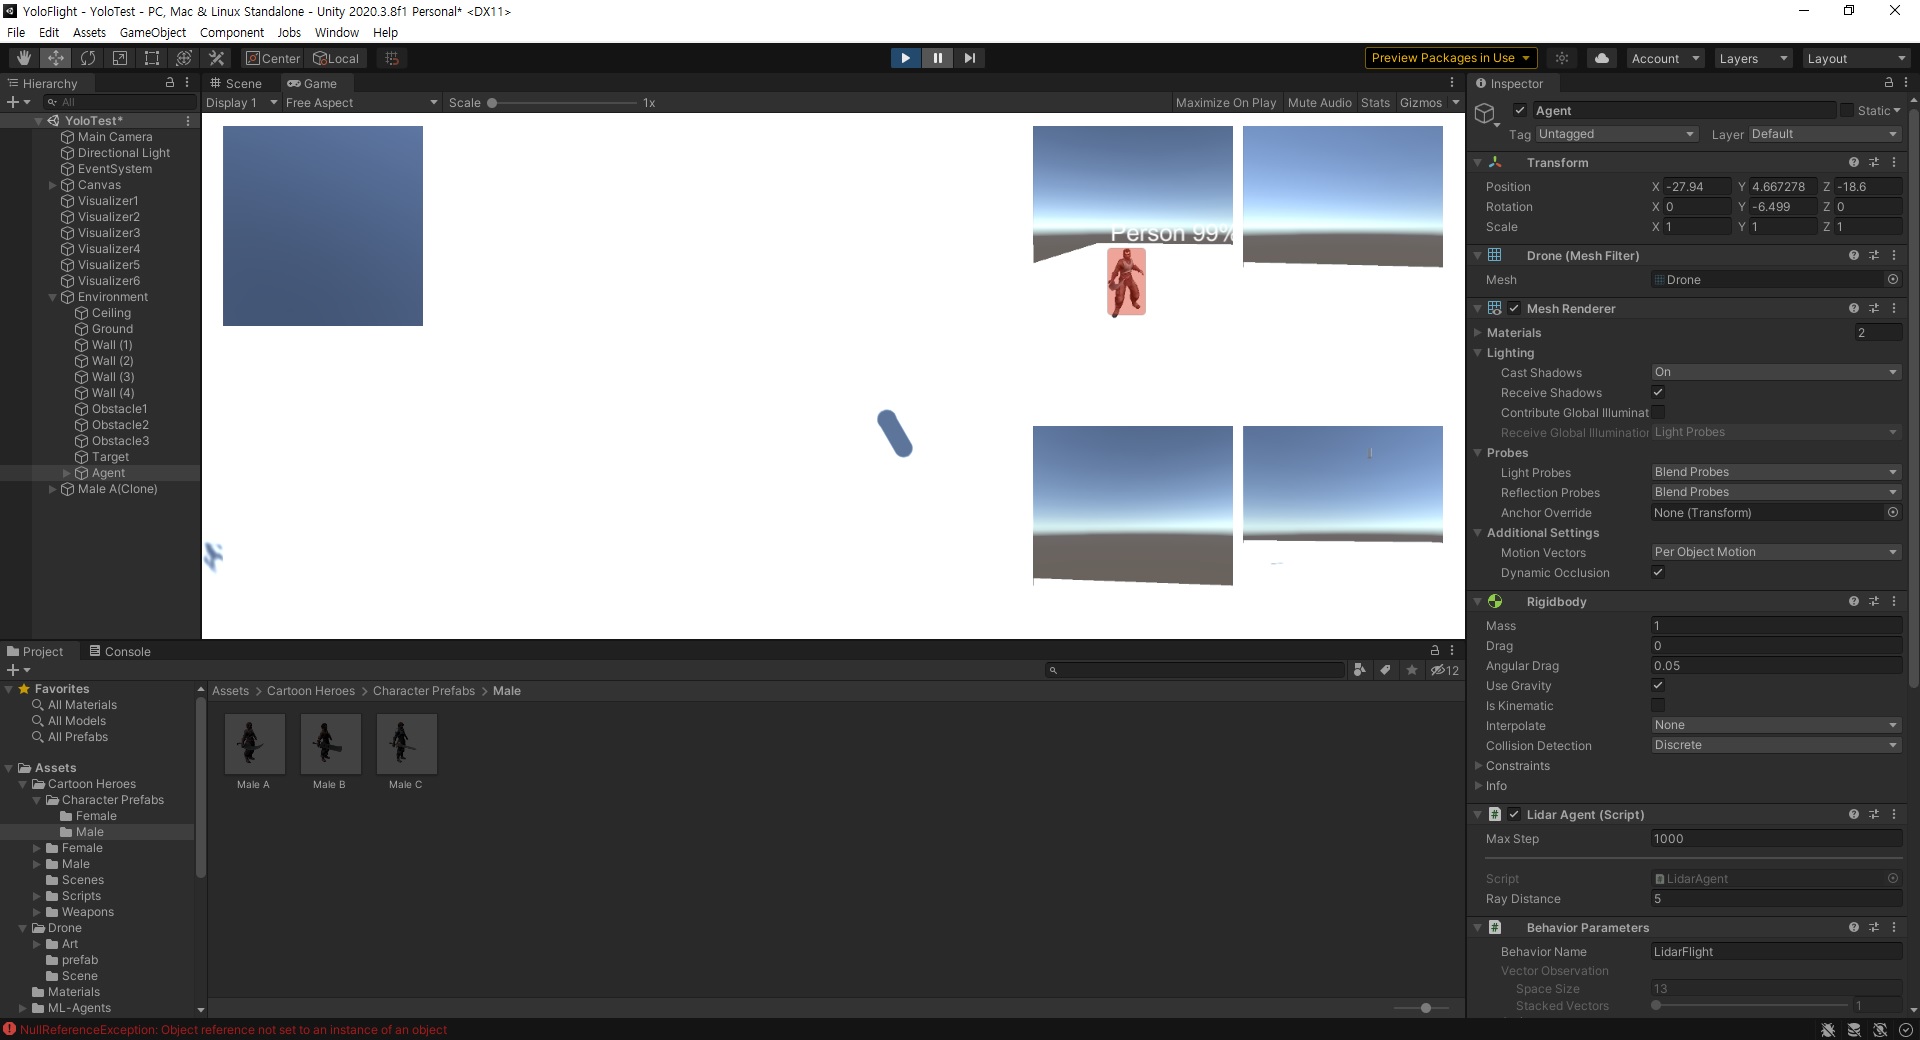 YoloFlight - YoloTest - PC, Mac & Linux Standalone - Unity 2020.3.8f1 Personal* <DX11>
File Edit Assets GameObject Component Jobs Window Help
Center Local Preview Packages in Use Account Layers Layout
Hierarchy
All
YoloTest*
Main Camera
Directional Light
EventSystem
Canvas
Visualizer1
Visualizer2
Visualizer3
Visualizer4
Visualizer5
Visualizer6
Environment
Ceiling
Ground
Wall (1)
Wall (2)
Wall (3)
Wall (4)
Obstacle1
Obstacle2
Obstacle3
Target
Agent
Male A(Clone)
Scene Game
Display 1 Free Aspect Scale 1x Maximize On Play Mute Audio Stats Gizmos
Person 99%
Inspector
Agent Static
Tag Untagged Layer Default
Transform
Position X -27.94 Y 4.667278 Z -18.6
Rotation X 0 Y -6.499 Z 0
Scale X 1 Y 1 Z 1
Drone (Mesh Filter)
Mesh Drone
Mesh Renderer
Materials 2
Lighting
Cast Shadows On
Receive Shadows
Contribute Global Illuminat
Receive Global Illumination Light Probes
Probes
Light Probes Blend Probes
Reflection Probes Blend Probes
Anchor Override None (Transform)
Additional Settings
Motion Vectors Per Object Motion
Dynamic Occlusion
Rigidbody
Mass 1
Drag 0
Angular Drag 0.05
Use Gravity
Is Kinematic
Interpolate None
Collision Detection Discrete
Constraints
Info
Lidar Agent (Script)
Max Step 1000
Script LidarAgent
Ray Distance 5
Behavior Parameters
Behavior Name LidarFlight
Vector Observation
Space Size 13
Stacked Vectors 1
Project Console
12
Favorites
All Materials
All Models
All Prefabs
Assets
Cartoon Heroes
Character Prefabs
Female
Male
Female
Male
Scenes
Scripts
Weapons
Drone
Art
prefab
Scene
Materials
ML-Agents
Assets > Cartoon Heroes > Character Prefabs > Male
Male A Male B Male C
NullReferenceException: Object reference not set to an instance of an object